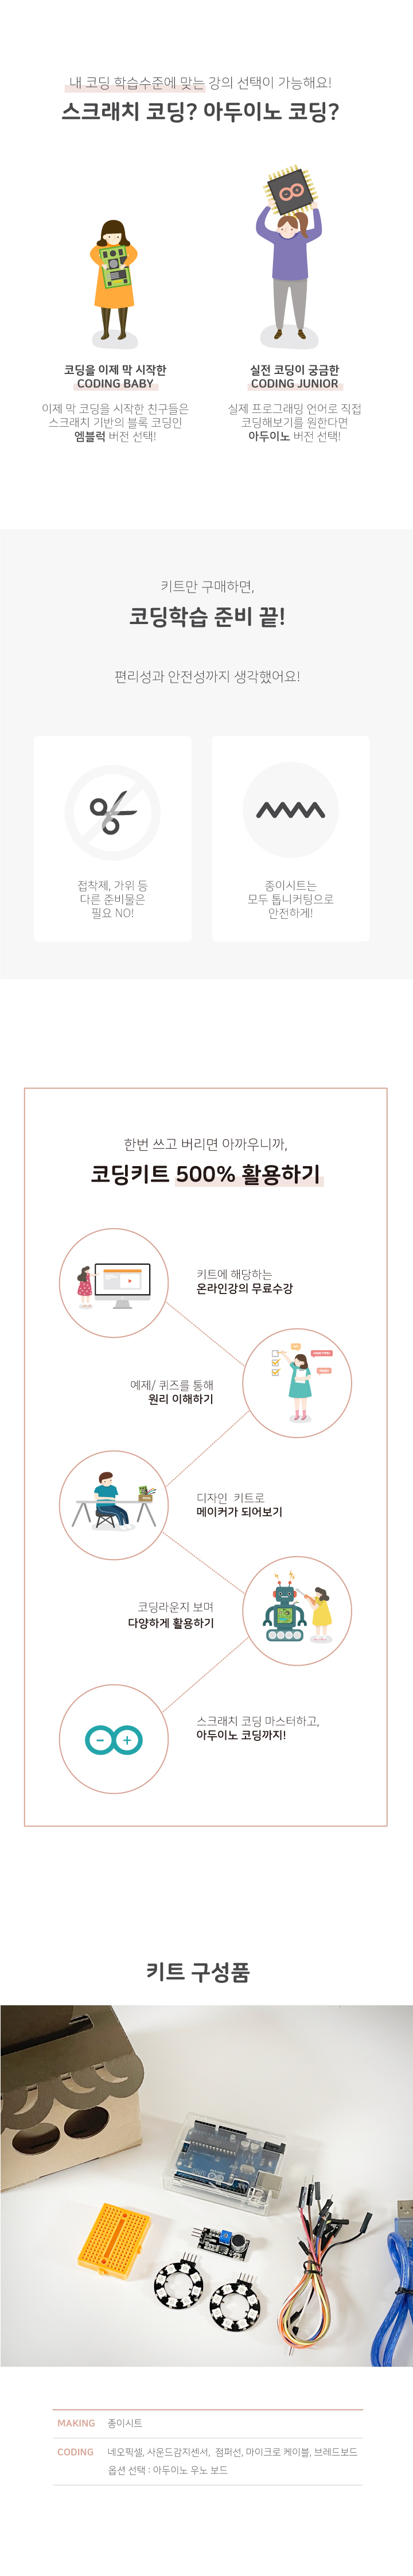 내 코딩 학습수준에 맞는 강의 선택이 가능해요!
스크래치 코딩? 아두이노 코딩?
코딩을 이제 막 시작한
CODING BABY
이제 막 코딩을 시작한 친구들은
스크래치 기반의 블록 코딩인
엠블럭 버전 선택!
실전 코딩이 궁금한
CODING JUNIOR
실제 프로그래밍 언어로 직접
코딩해보기를 원한다면
아두이노 버전 선택!
키트만 구매하면,
코딩학습 준비 끝!
편리성과 안전성까지 생각했어요!
접착제, 가위 등
다른 준비물은
필요 NO!
종이시트는
모두 톱니커팅으로
안전하게!
한번 쓰고 버리면 아까우니까,
코딩키트 500% 활용하기
키트에 해당하는
온라인강의 무료수강
예제/ 퀴즈를 통해
원리 이해하기
디자인 키트로
메이커가 되어보기
코딩라운지 보며
다양하게 활용하기
스크래치 코딩 마스터하고,
아두이노 코딩까지!
키트 구성품
MAKING 종이시트
CODING 네오픽셀, 사운드감지센서, 점퍼선, 마이크로 케이블, 브레드보드
옵션 선택 : 아두이노 우노 보드